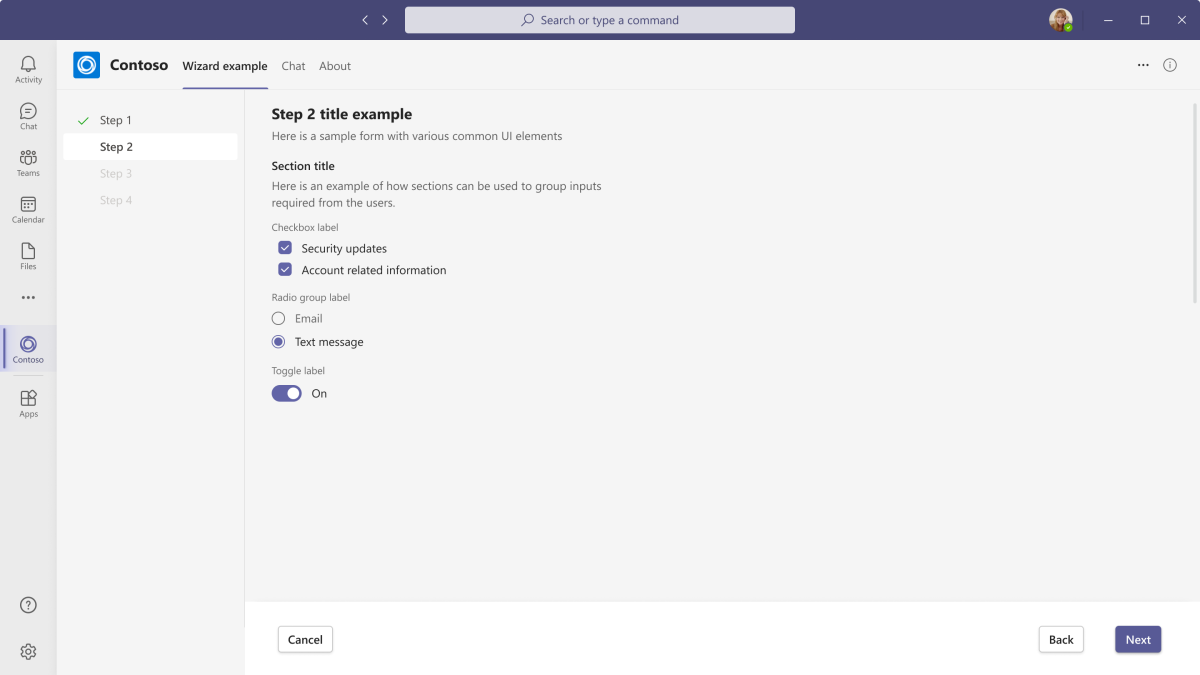 Search or type a command
Activity
Chat
Teams
Calendar
Files
Contoso
Apps
Contoso Wizard example Chat About
Step 1
Step 2
Step 3
Step 4
Step 2 title example
Here is a sample form with various common UI elements
Section title
Here is an example of how sections can be used to group inputs
required from the users.
Checkbox label
Security updates
Account related information
Radio group label
Email
Text message
Toggle label
On
Cancel Back Next